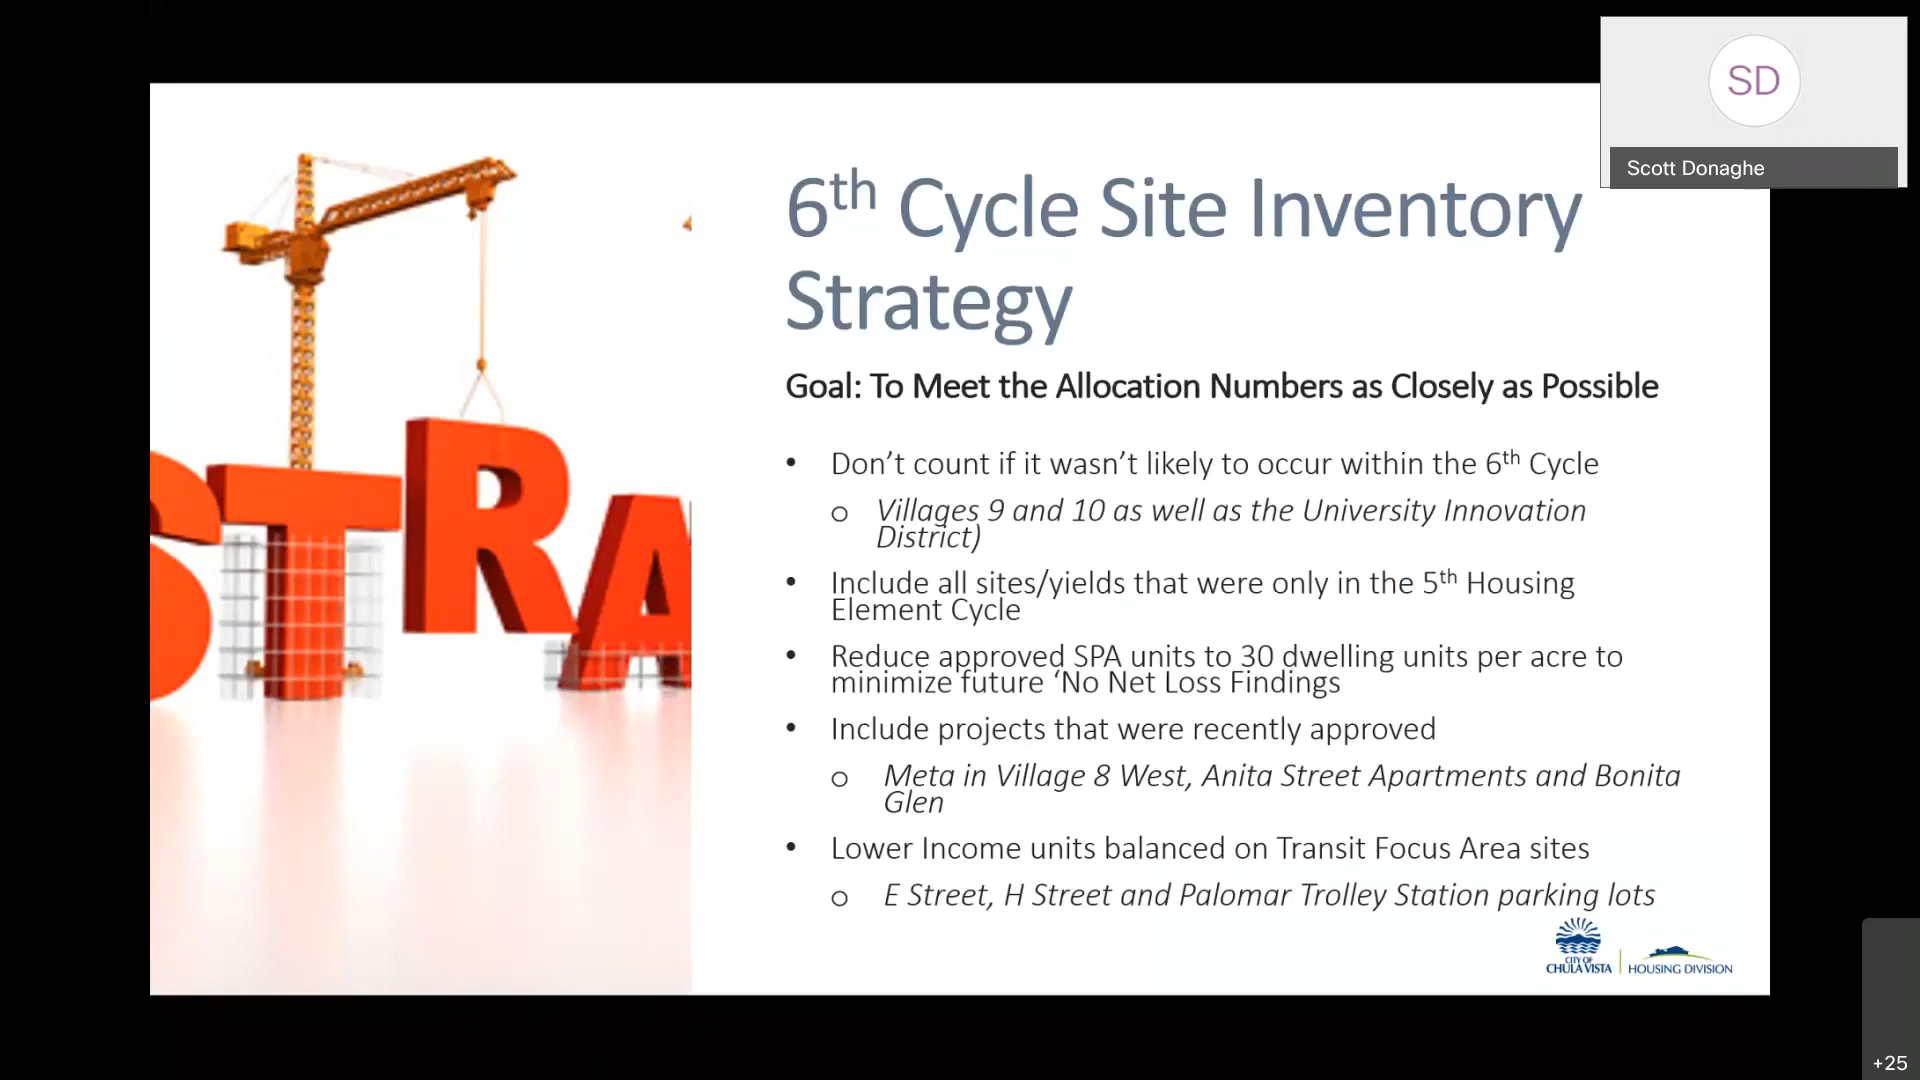 SD
Scott Donaghe
6th Cycle Site Inventory
Strategy
Goal: To Meet the Allocation Numbers as Closely as Possible
• Don’t count if it wasn’t likely to occur within the 6th Cycle
o Villages 9 and 10 as well as the University Innovation
District)
• Include all sites/yields that were only in the 5th Housing
Element Cycle
• Reduce approved SPA units to 30 dwelling units per acre to
minimize future ‘No Net Loss Findings
• Include projects that were recently approved
o Meta in Village 8 West, Anita Street Apartments and Bonita
Glen
• Lower Income units balanced on Transit Focus Area sites
o E Street, H Street and Palomar Trolley Station parking lots
STRA
CITY OF
CHULA VISTA
HOUSING DIVISION
+25